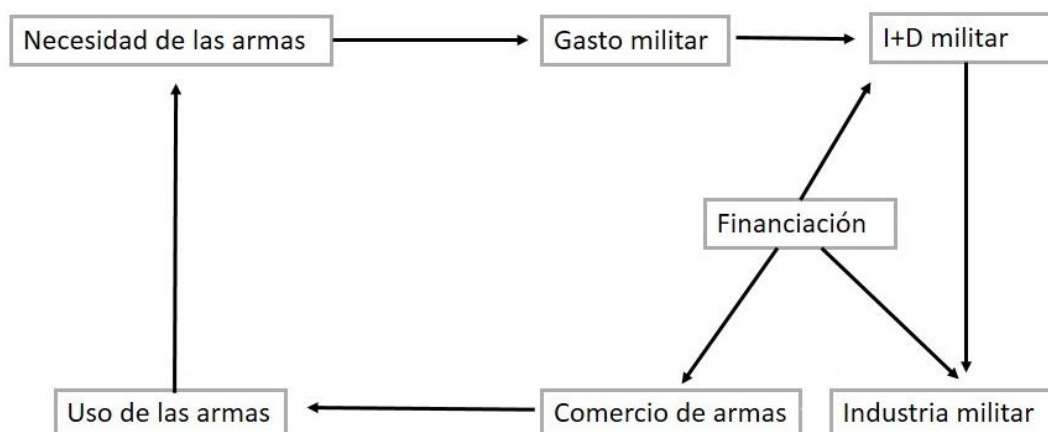 Necesidad de las armas
Gasto militar
I+D militar
Financiación
Uso de las armas
Comercio de armas
Industria militar